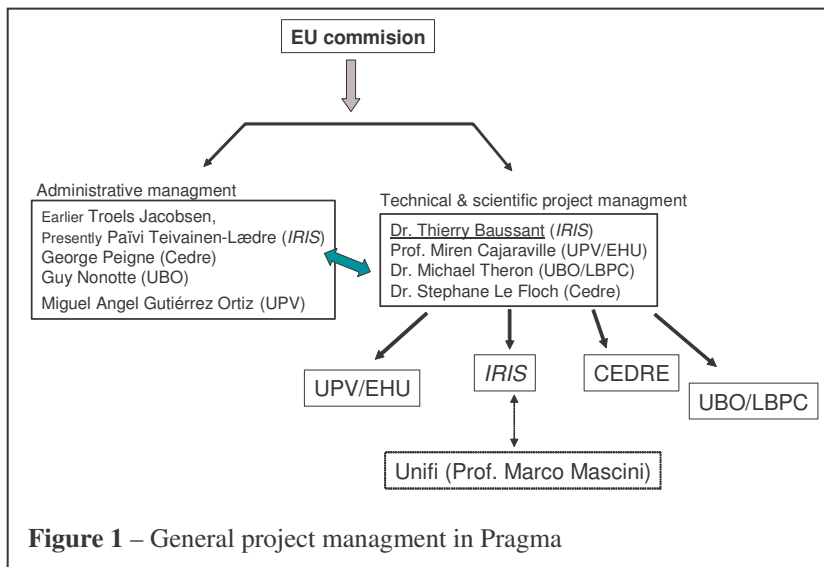 EU commision
Administrative managment
Earlier Troels Jacobsen,
Presently Païvi Teivainen-Lædre (IRIS)
George Peigne (Cedre)
Guy Nonotte (UBO)
Miguel Angel Gutiérrez Ortiz (UPV)
Technical & scientific project managment
Dr. Thierry Baussant (IRIS)
Prof. Miren Cajaraville (UPV/EHU)
Dr. Michael Theron (UBO/LBPC)
Dr. Stephane Le Floch (Cedre)
UPV/EHU
IRIS
CEDRE
UBO/LBPC
Unifi (Prof. Marco Mascini)
Figure 1 – General project managment in Pragma